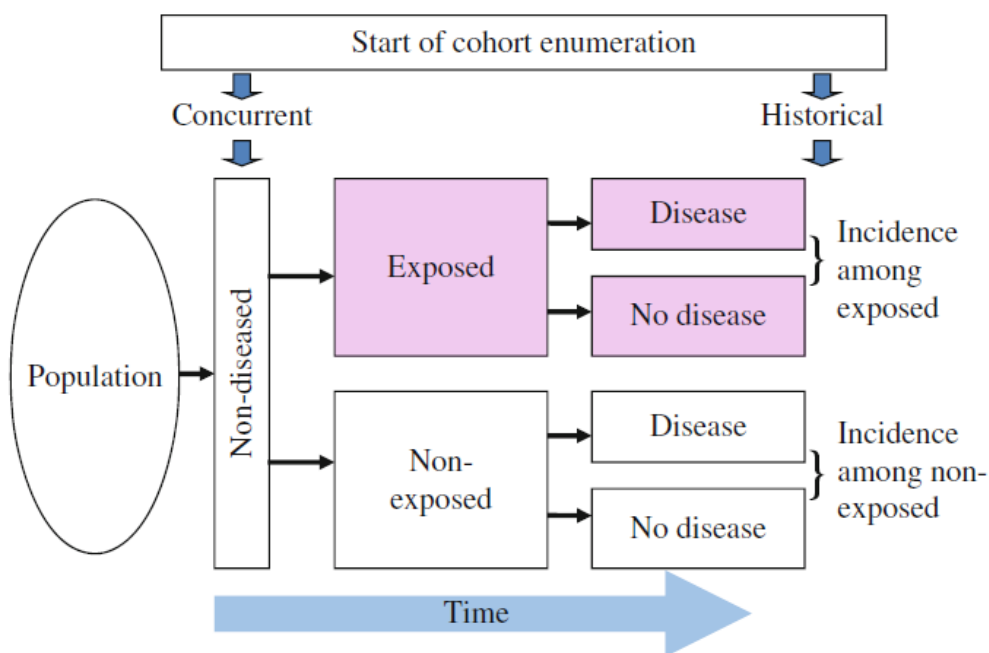 Start of cohort enumeration
Concurrent
Historical
Population
Non-diseased
Exposed
Disease
No disease
Incidence
among
exposed
Non-
exposed
Disease
No disease
Incidence
among non-
exposed
Time